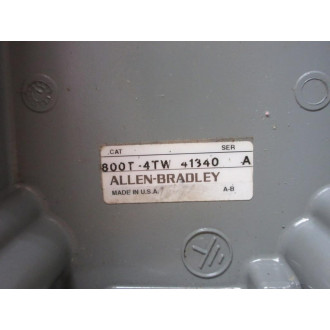 CAT SER
800T-4TW 41340 A
ALLEN-BRADLEY
MADE IN U.S.A. A-B